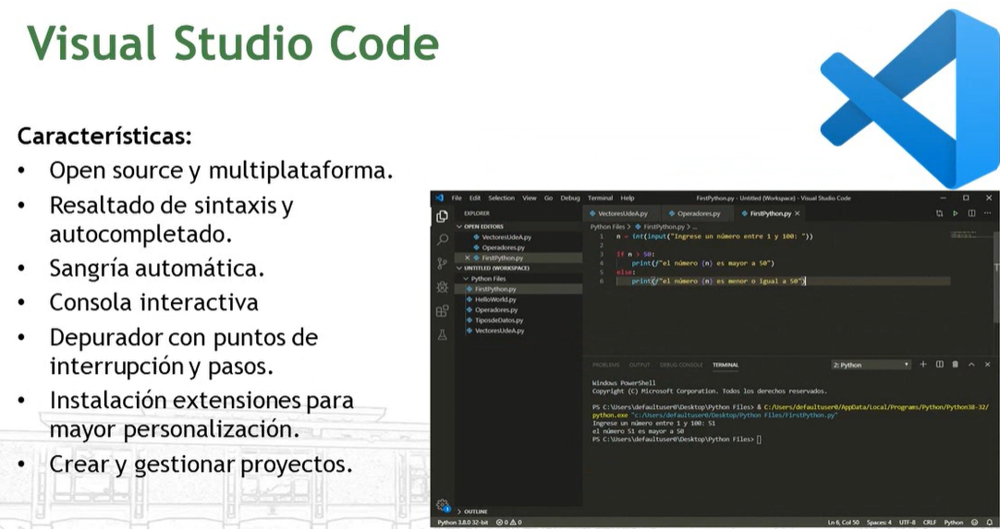 Visual Studio Code
Características:
• Open source y multiplataforma.
• Resaltado de sintaxis y
autocompletado.
• Sangría automática.
• Consola interactiva
• Depurador con puntos de
interrupción y pasos.
• Instalación extensiones para
mayor personalización.
• Crear y gestionar proyectos.
File Edit Selection View Go Debug Terminal Help FirstPython.py - Untitled (Workspace) - Visual Studio Code
EXPLORER
OPEN EDITORS
VectoresUdeA.py
Operadores.py
FirstPython.py
UNTITLED (WORKSPACE)
Python Files
FirstPython.py
HelloWorld.py
Operadores.py
TiposdeDatos.py
VectoresUdeA.py
OUTLINE
VectoresUdeA.py Operadores.py FirstPython.py
Python Files > FirstPython.py > ...
1 n = int(input("Ingrese un número entre 1 y 100: "))
2
3 if n > 50:
4 print(f"el número {n} es mayor a 50")
5 else:
6 print(f"el número {n} es menor o igual a 50")
PROBLEMS OUTPUT DEBUG CONSOLE TERMINAL 2: Python
Windows PowerShell
Copyright (C) Microsoft Corporation. Todos los derechos reservados.
PS C:\Users\defaultuser0\Desktop\Python Files> & C:/Users/defaultuser0/AppData/Local/Programs/Python/Python38-32/
python.exe "c:/Users/defaultuser0/Desktop/Python Files/FirstPython.py"
Ingrese un número entre 1 y 100: 51
el número 51 es mayor a 50
PS C:\Users\defaultuser0\Desktop\Python Files>
Python 3.8.0 32-bit 0 0 Ln 6, Col 50 Spaces: 4 UTF-8 CRLF Python